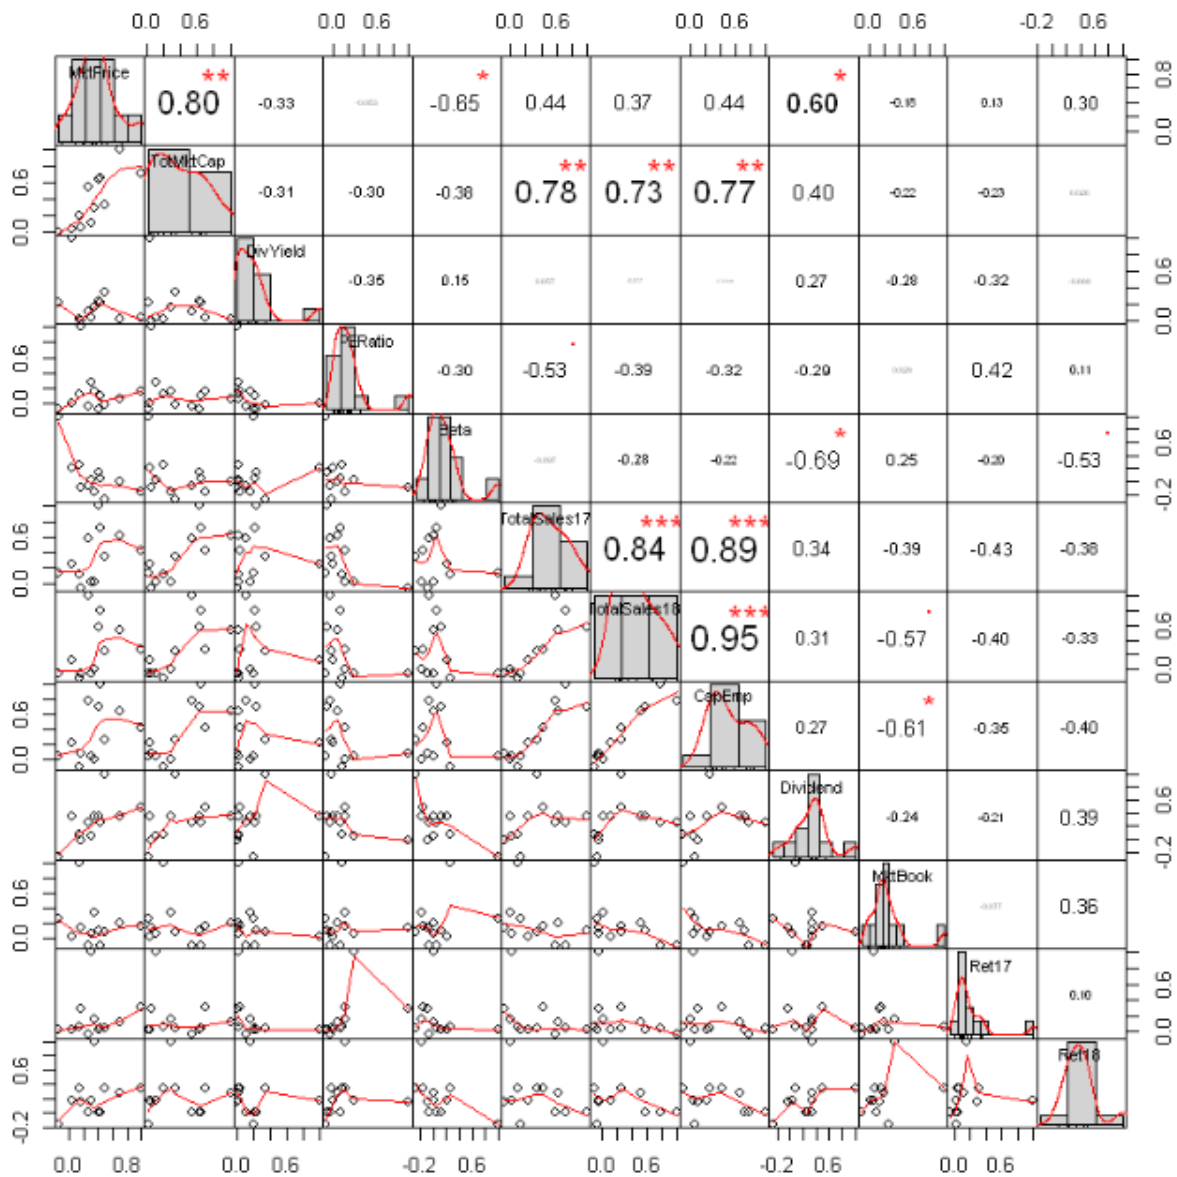 0.0 0.6 0.0 0.6 0.0 0.6 0.0 0.6 0.0 0.6 -0.2 0.6
MktPrice ** 0.80 -0.33 * -0.65 0.44 0.37 0.44 * 0.60 -0.18 0.13 0.30 0.0 0.8
0.0 0.6 TotMktCap -0.31 -0.30 -0.38 ** 0.78 ** 0.73 ** 0.77 0.40 -0.22 -0.23
DivYield -0.35 0.15 0.27 -0.28 -0.32 0.0 0.6
0.0 0.6 PERatio -0.30 -0.53 -0.39 -0.32 -0.29 0.42 0.11
Beta -0.28 -0.22 * -0.69 0.25 -0.20 -0.53 -0.2 0.6
0.0 0.6 TotalSales17 *** 0.84 *** 0.89 0.34 -0.39 -0.43 -0.38
TotalSales18 *** 0.95 0.31 -0.57 -0.40 -0.33 0.0 0.6
0.0 0.6 CapEmp 0.27 * -0.61 -0.35 -0.40
Dividend -0.24 -0.21 0.39 -0.2 0.6
0.0 0.6 MktBook 0.36
Ret17 0.10 0.0 0.6
-0.2 0.6 Ret18
0.0 0.8 0.0 0.6 -0.2 0.6 0.0 0.6 -0.2 0.6 0.0 0.6